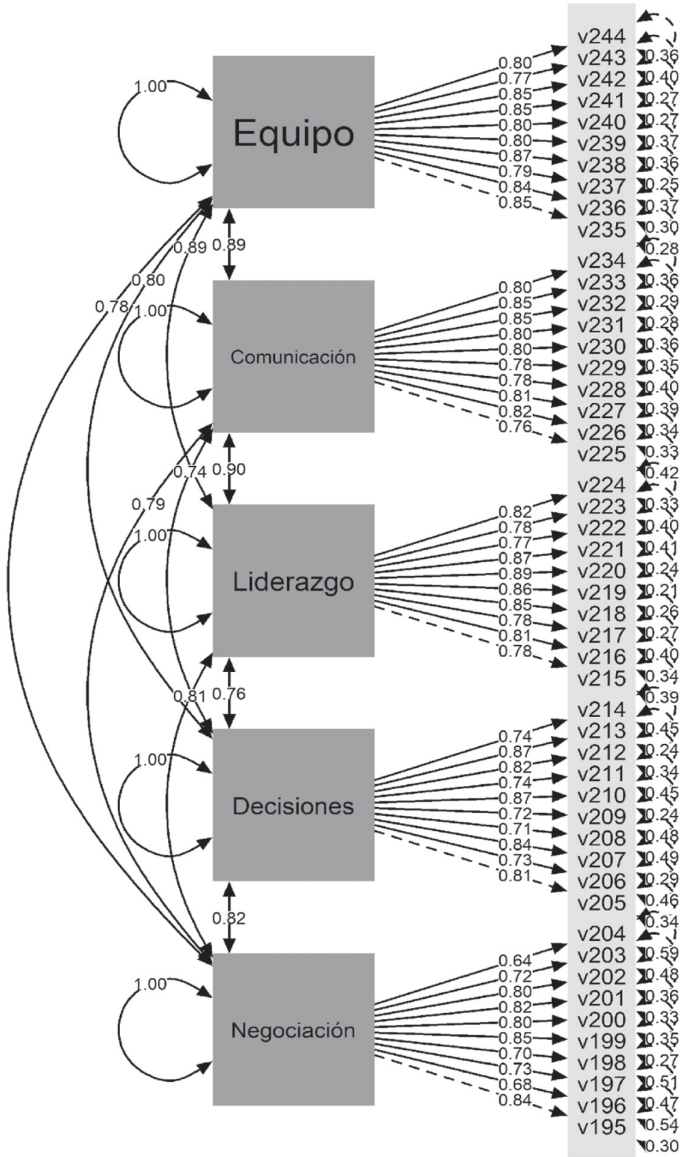 v244
1.00
Equipo
0.80
0.77
0.85
0.85
0.80
0.80
0.87
0.79
0.84
0.85
v243
v242
v241
v240
v239
v238
v237
v236
v235
0.36
0.40
0.27
0.27
0.37
0.36
0.25
0.37
0.30
0.28
0.89
0.89
0.80
0.78
1.00
Comunicación
0.80
0.85
0.85
0.80
0.80
0.78
0.78
0.81
0.82
0.76
v234
v233
v232
v231
v230
v229
v228
v227
v226
v225
0.36
0.29
0.28
0.36
0.35
0.40
0.39
0.34
0.33
0.42
0.74
0.90
0.79
1.00
Liderazgo
0.82
0.78
0.77
0.87
0.89
0.86
0.85
0.78
0.81
0.78
v224
v223
v222
v221
v220
v219
v218
v217
v216
v215
0.33
0.40
0.41
0.24
0.21
0.26
0.27
0.40
0.34
0.39
0.81
0.76
1.00
Decisiones
0.74
0.87
0.82
0.74
0.87
0.72
0.71
0.84
0.73
0.81
v214
v213
v212
v211
v210
v209
v208
v207
v206
v205
0.45
0.24
0.34
0.45
0.24
0.48
0.49
0.29
0.46
0.34
0.82
1.00
Negociación
0.64
0.72
0.80
0.82
0.80
0.85
0.70
0.73
0.68
0.84
v204
v203
v202
v201
v200
v199
v198
v197
v196
v195
0.59
0.48
0.36
0.33
0.35
0.27
0.51
0.47
0.54
0.30